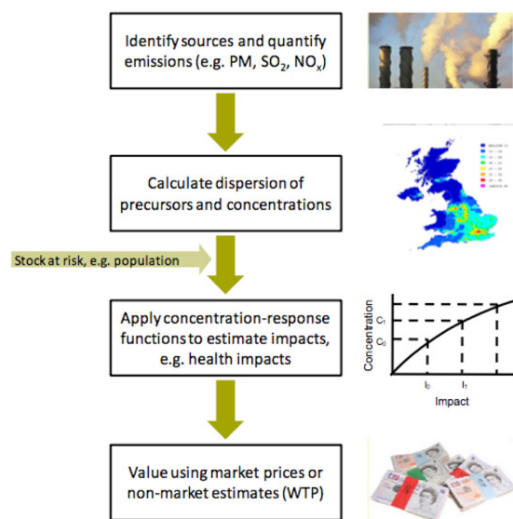 Identify sources and quantify
emissions (e.g. PM, SO₂, NOₓ)
Calculate dispersion of
precursors and concentrations
Stock at risk, e.g. population
Apply concentration-response
functions to estimate impacts,
e.g. health impacts
Concentration
C₁
C₀
I₀
I₁
Impact
Value using market prices or
non-market estimates (WTP)